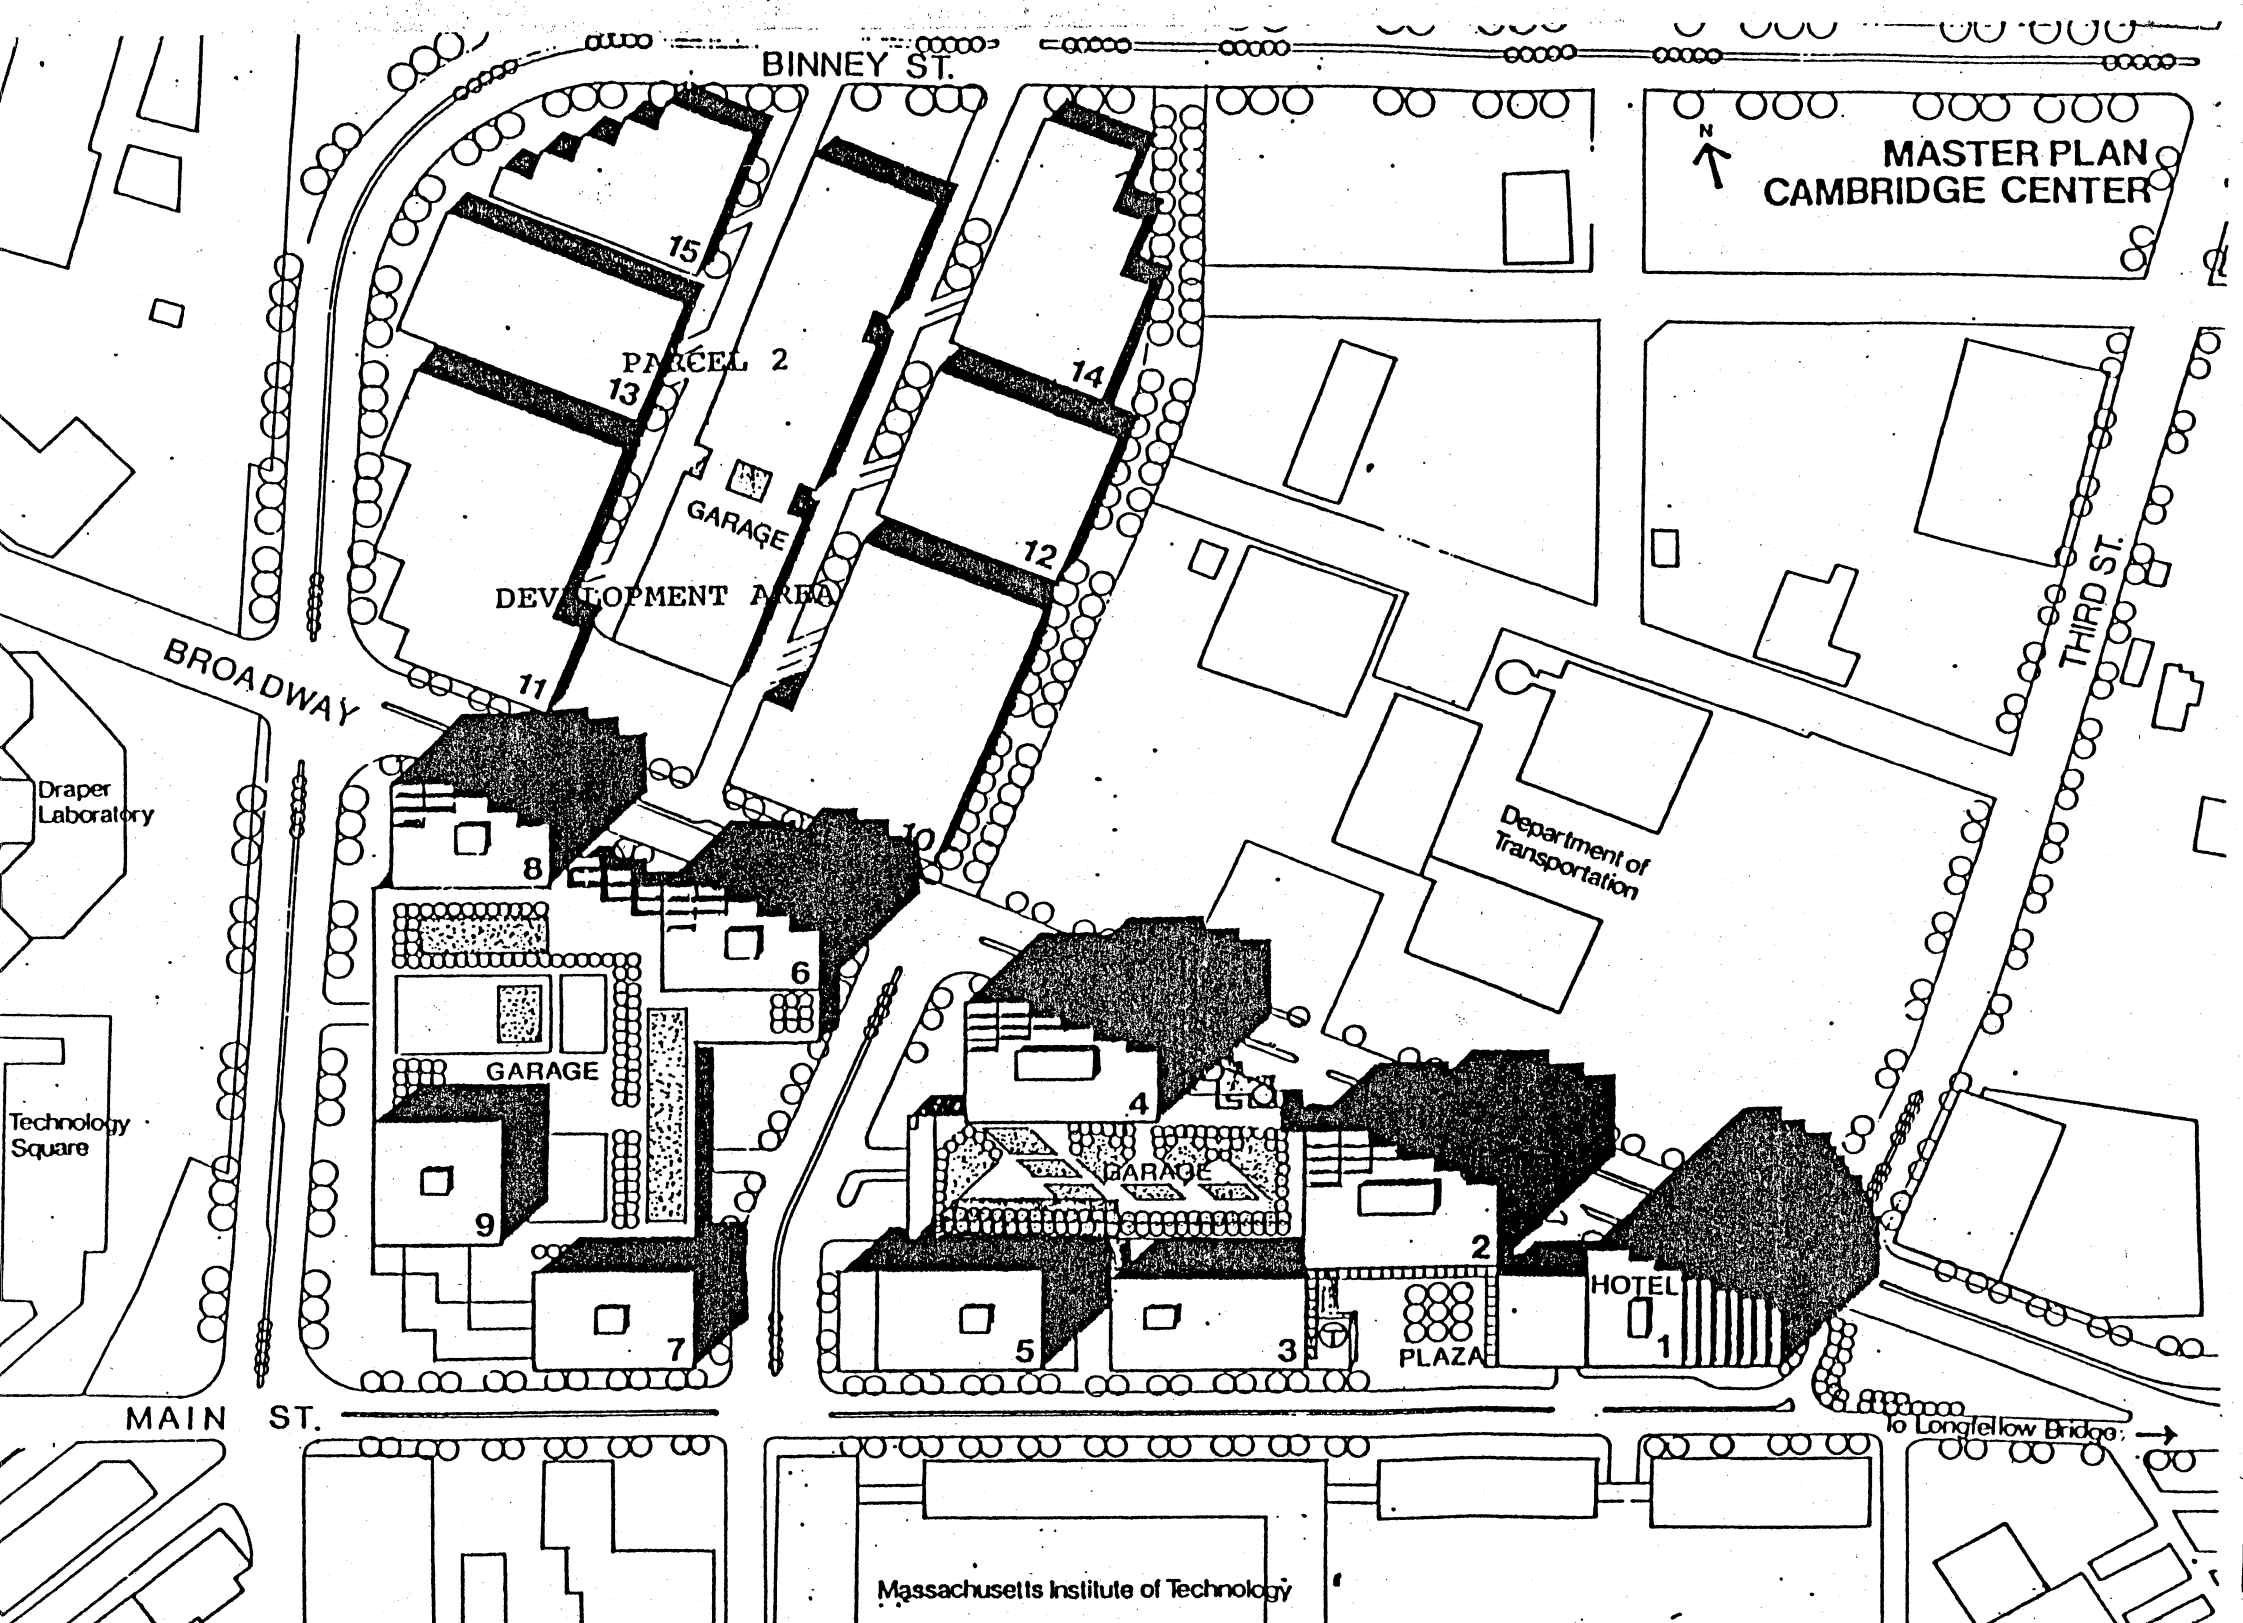 BINNEY ST.
N
MASTER PLAN
CAMBRIDGE CENTER
15
PARCEL 2
13
14
GARAGE
12
DEVELOPMENT AREA
THIRD ST.
BROADWAY
11
Draper
Laboratory
10
8
Department of
Transportation
6
GARAGE
4
Technology
Square
GARAGE
9
2
HOTEL
7
5
3
T
PLAZA
1
MAIN ST.
To Longfellow Bridge
Massachusetts Institute of Technology